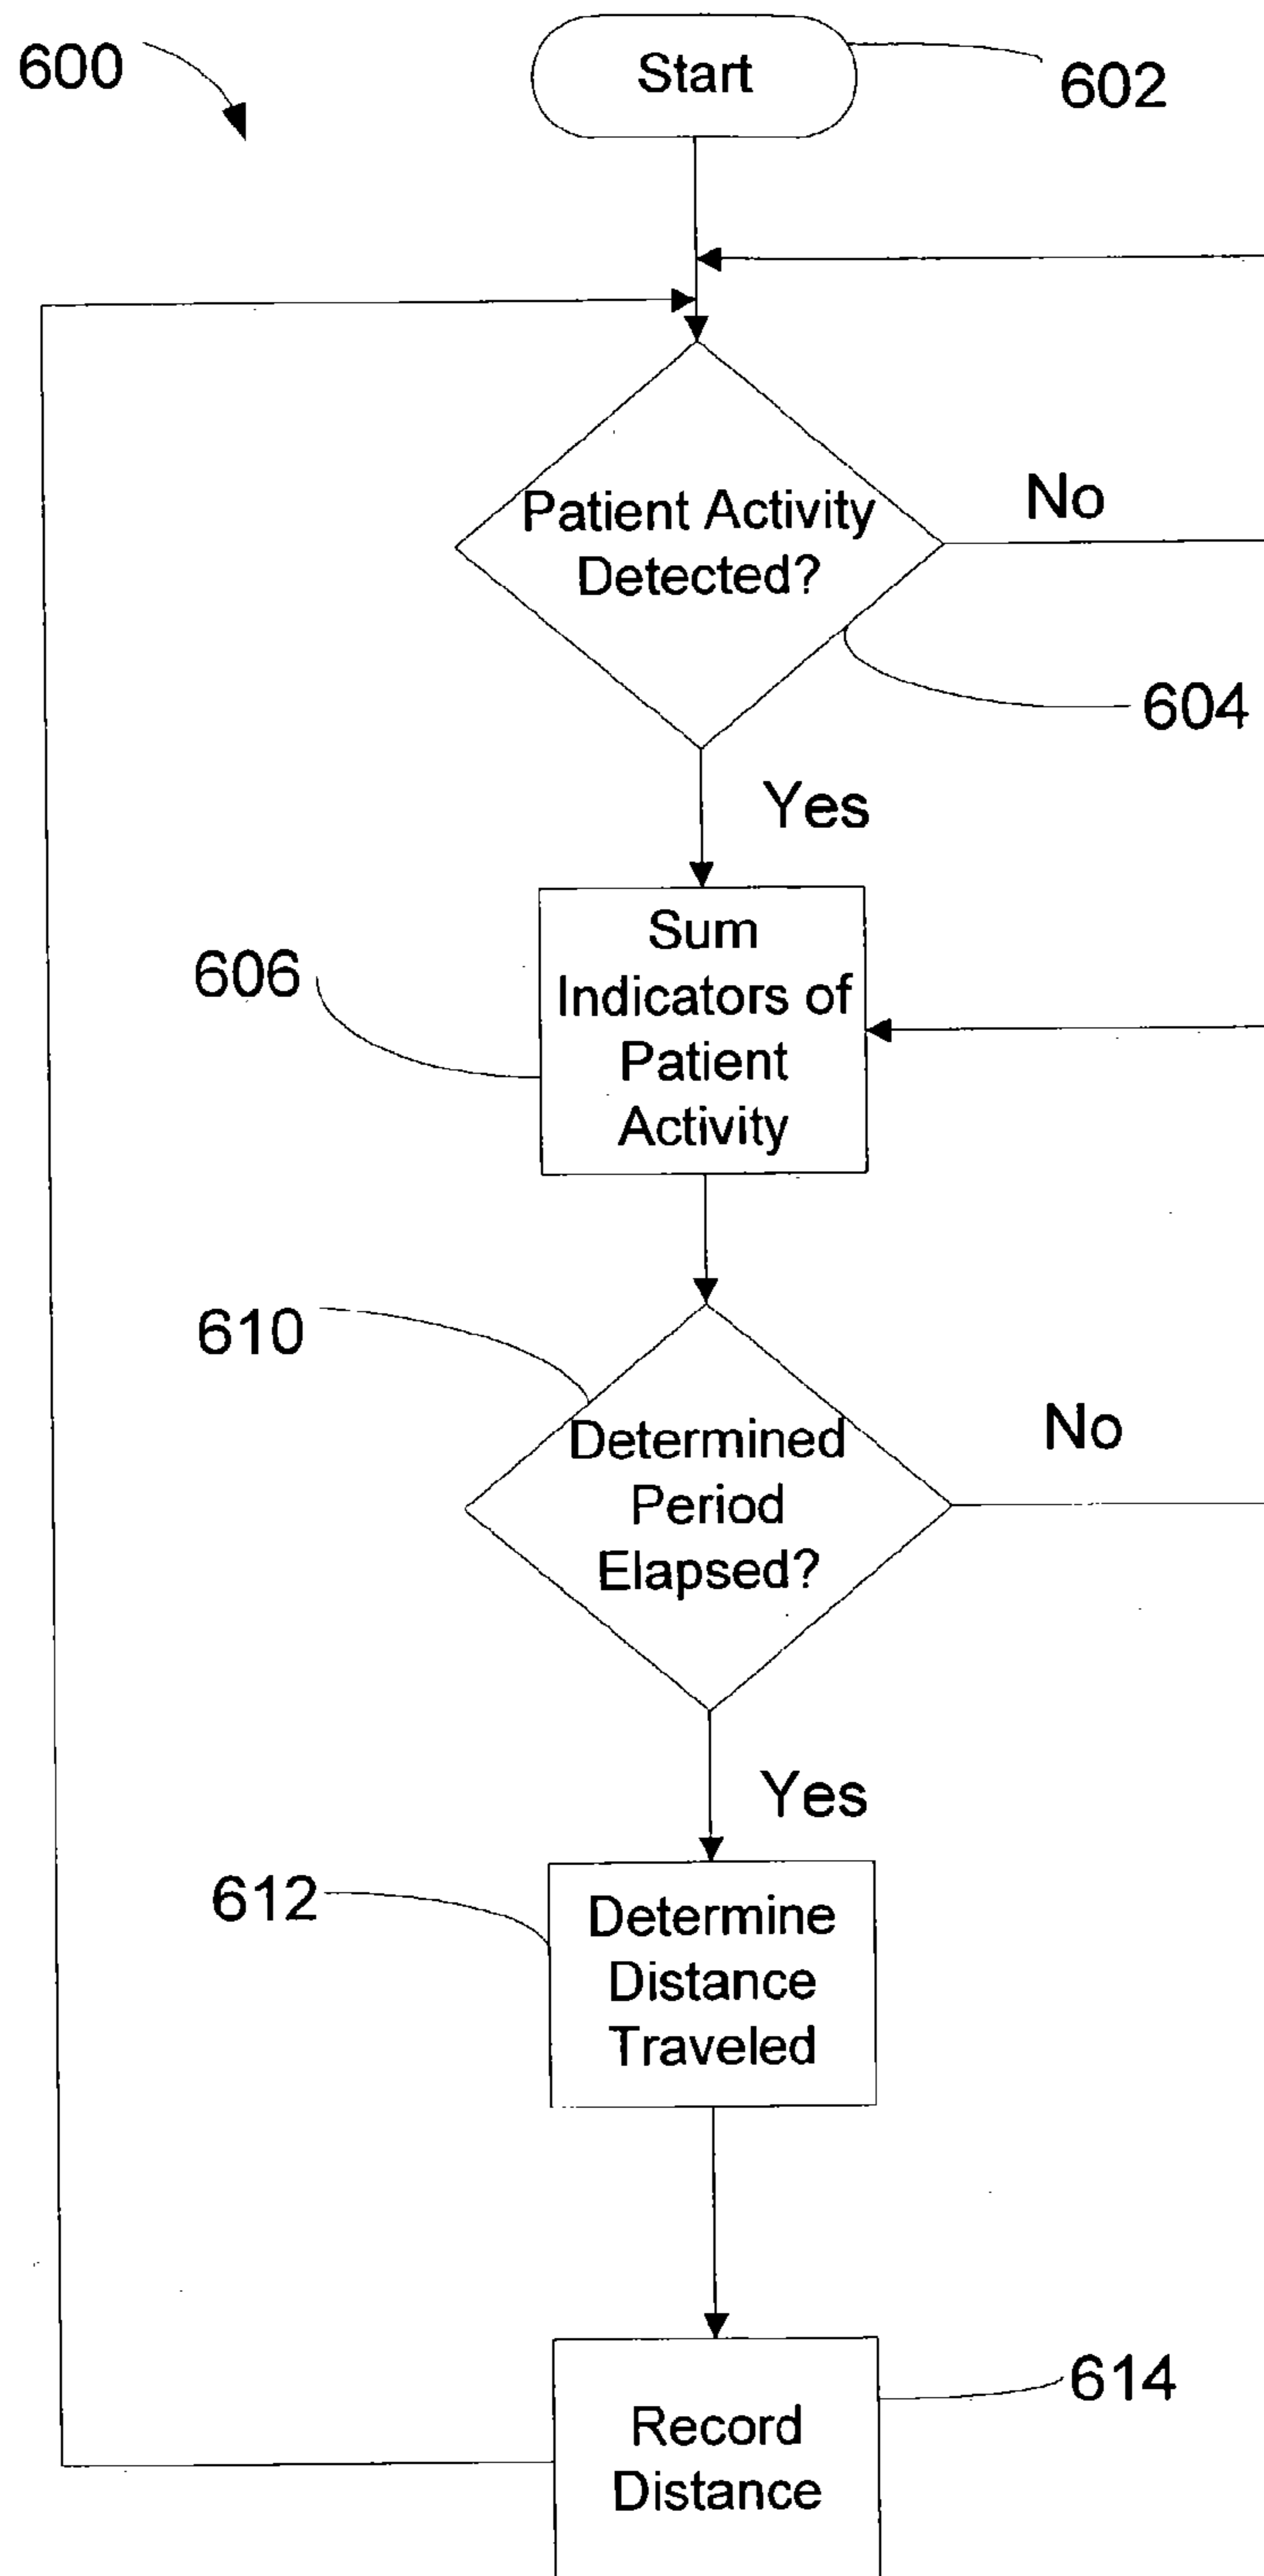 600
Start
602
Patient Activity
Detected?
No
604
Yes
Sum
Indicators of
Patient
Activity
606
610
Determined
Period
Elapsed?
No
Yes
612
Determine
Distance
Traveled
614
Record
Distance